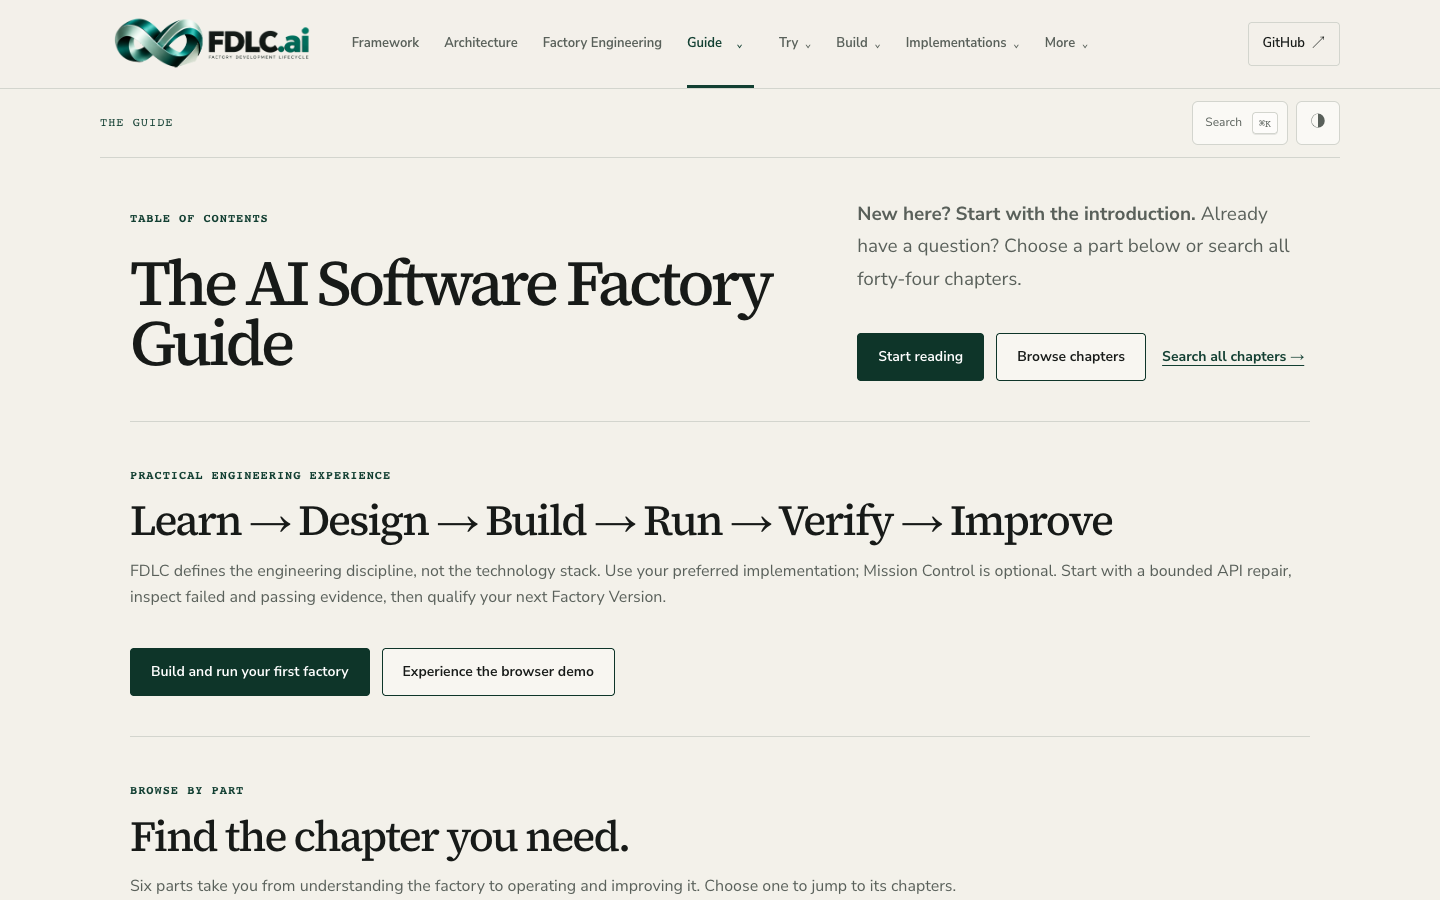 FDLC.ai
FACTORY DEVELOPMENT LIFECYCLE
Framework
Architecture
Factory Engineering
Guide
Try
Build
Implementations
More
GitHub ↗
THE GUIDE
Search ⌘K
TABLE OF CONTENTS
The AI Software Factory
Guide
New here? Start with the introduction. Already
have a question? Choose a part below or search all
forty-four chapters.
Start reading
Browse chapters
Search all chapters →
PRACTICAL ENGINEERING EXPERIENCE
Learn → Design → Build → Run → Verify → Improve
FDLC defines the engineering discipline, not the technology stack. Use your preferred implementation; Mission Control is optional. Start with a bounded API repair,
inspect failed and passing evidence, then qualify your next Factory Version.
Build and run your first factory
Experience the browser demo
BROWSE BY PART
Find the chapter you need.
Six parts take you from understanding the factory to operating and improving it. Choose one to jump to its chapters.